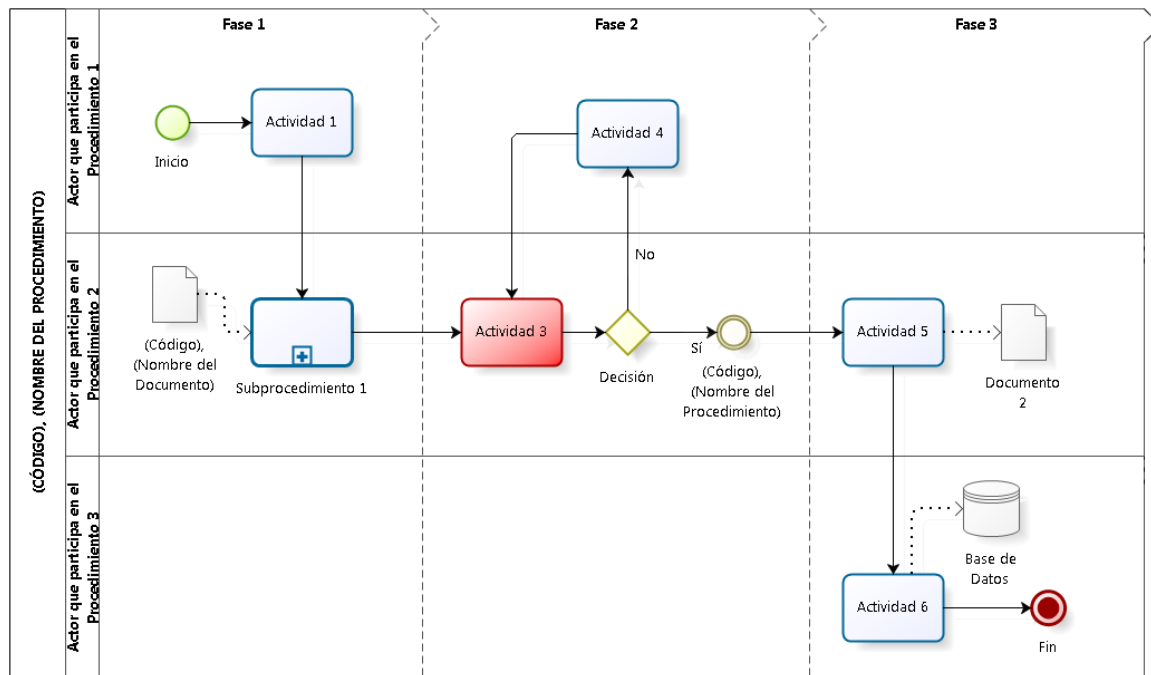 Fase 1
Fase 2
Fase 3
(CÓDIGO), (NOMBRE DEL PROCEDIMIENTO)
Actor que participa en el
Procedimiento 1
Inicio
Actividad 1
Actividad 4
No
Actor que participa en el
Procedimiento 2
(Código),
(Nombre del
Documento)
Subprocedimiento 1
Actividad 3
Decisión
Sí
(Código),
(Nombre del
Procedimiento)
Actividad 5
Documento
2
Actor que participa en el
Procedimiento 3
Base de
Datos
Actividad 6
Fin